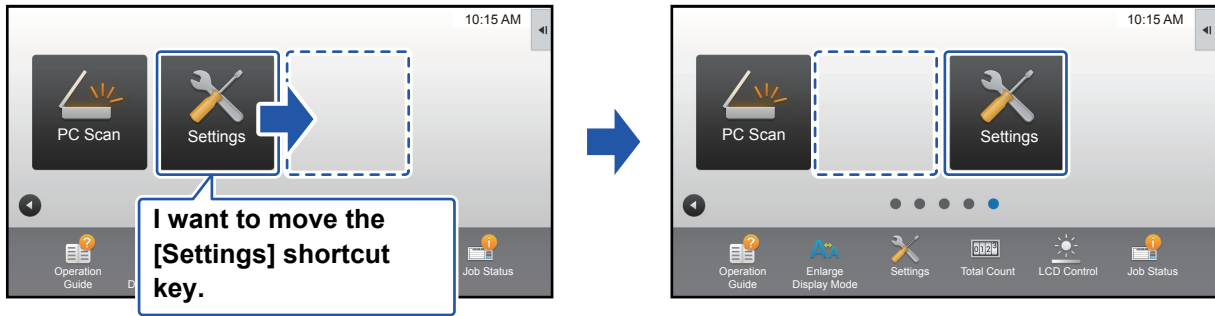 10:15 AM
PC Scan
Settings
I want to move the
[Settings] shortcut
key.
Operation
Guide
D
Job Status
10:15 AM
PC Scan
Settings
Operation
Guide
Enlarge
Display Mode
Settings
Total Count
LCD Control
Job Status